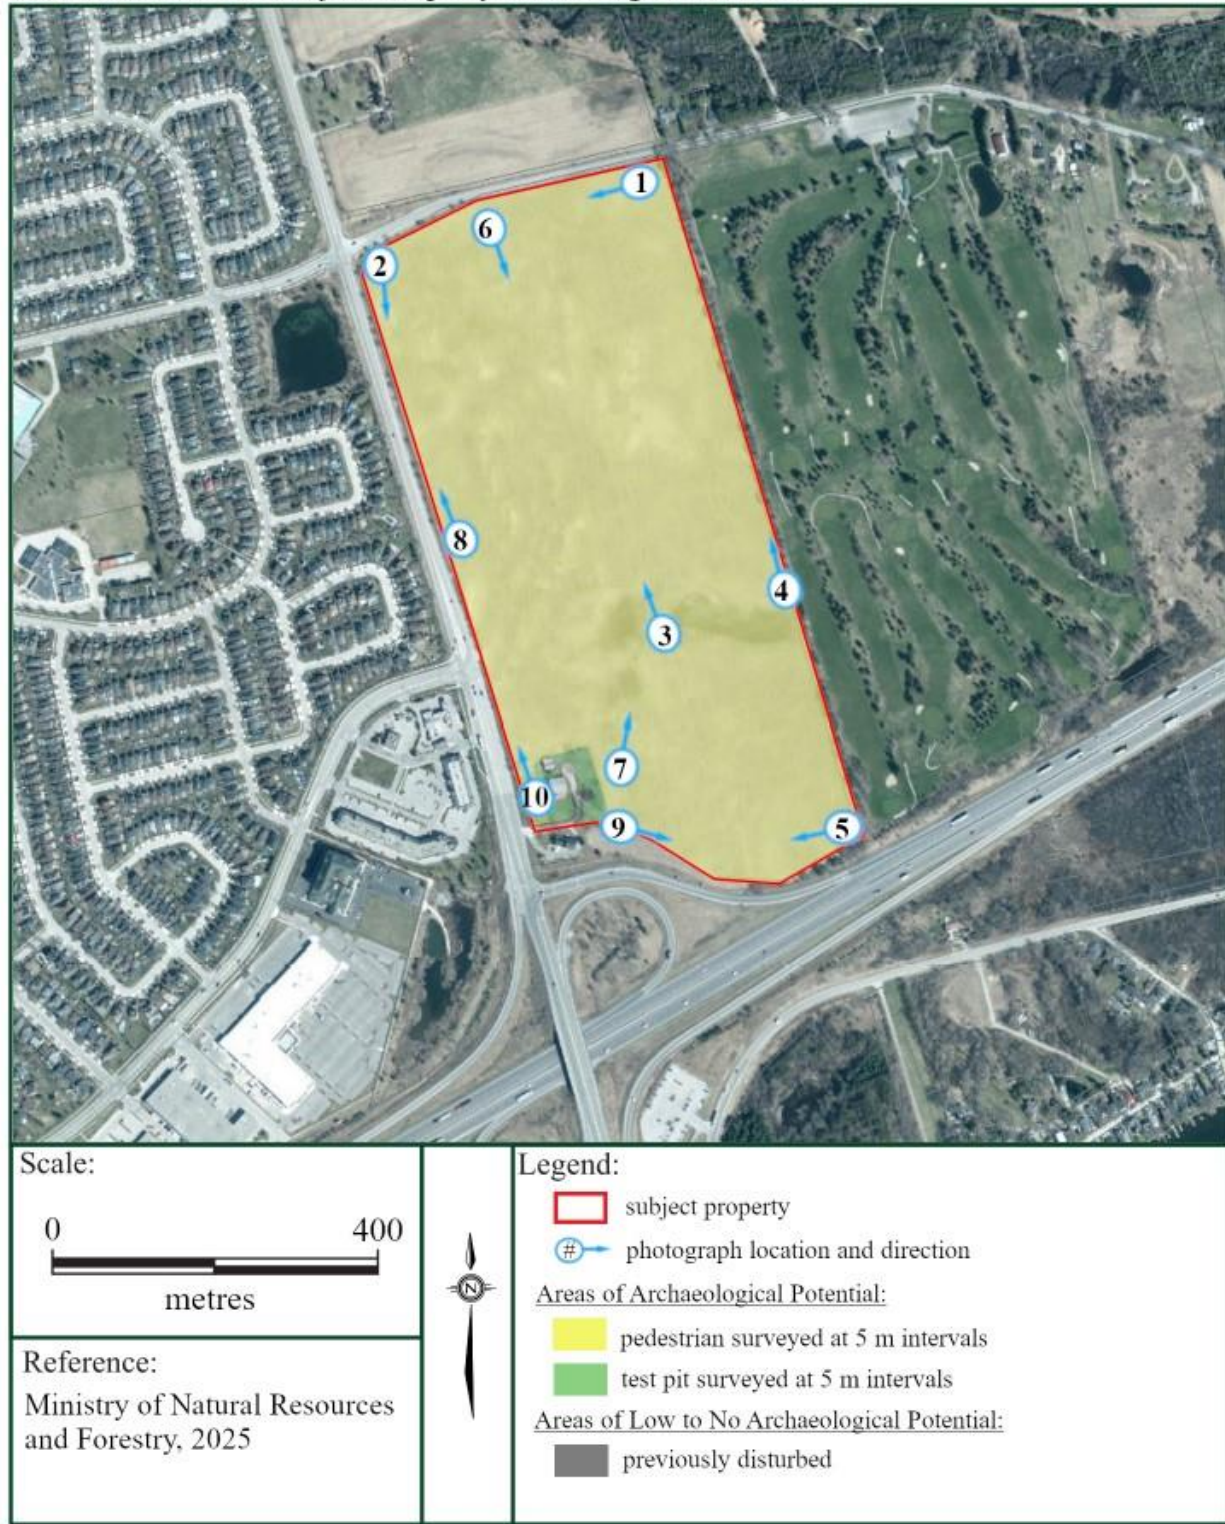 1
6
2
8
4
3
7
10
9
5
Scale:
0 400
metres
Reference:
Ministry of Natural Resources
and Forestry, 2025
N
Legend:
subject property
# photograph location and direction
Areas of Archaeological Potential:
pedestrian surveyed at 5 m intervals
test pit surveyed at 5 m intervals
Areas of Low to No Archaeological Potential:
previously disturbed